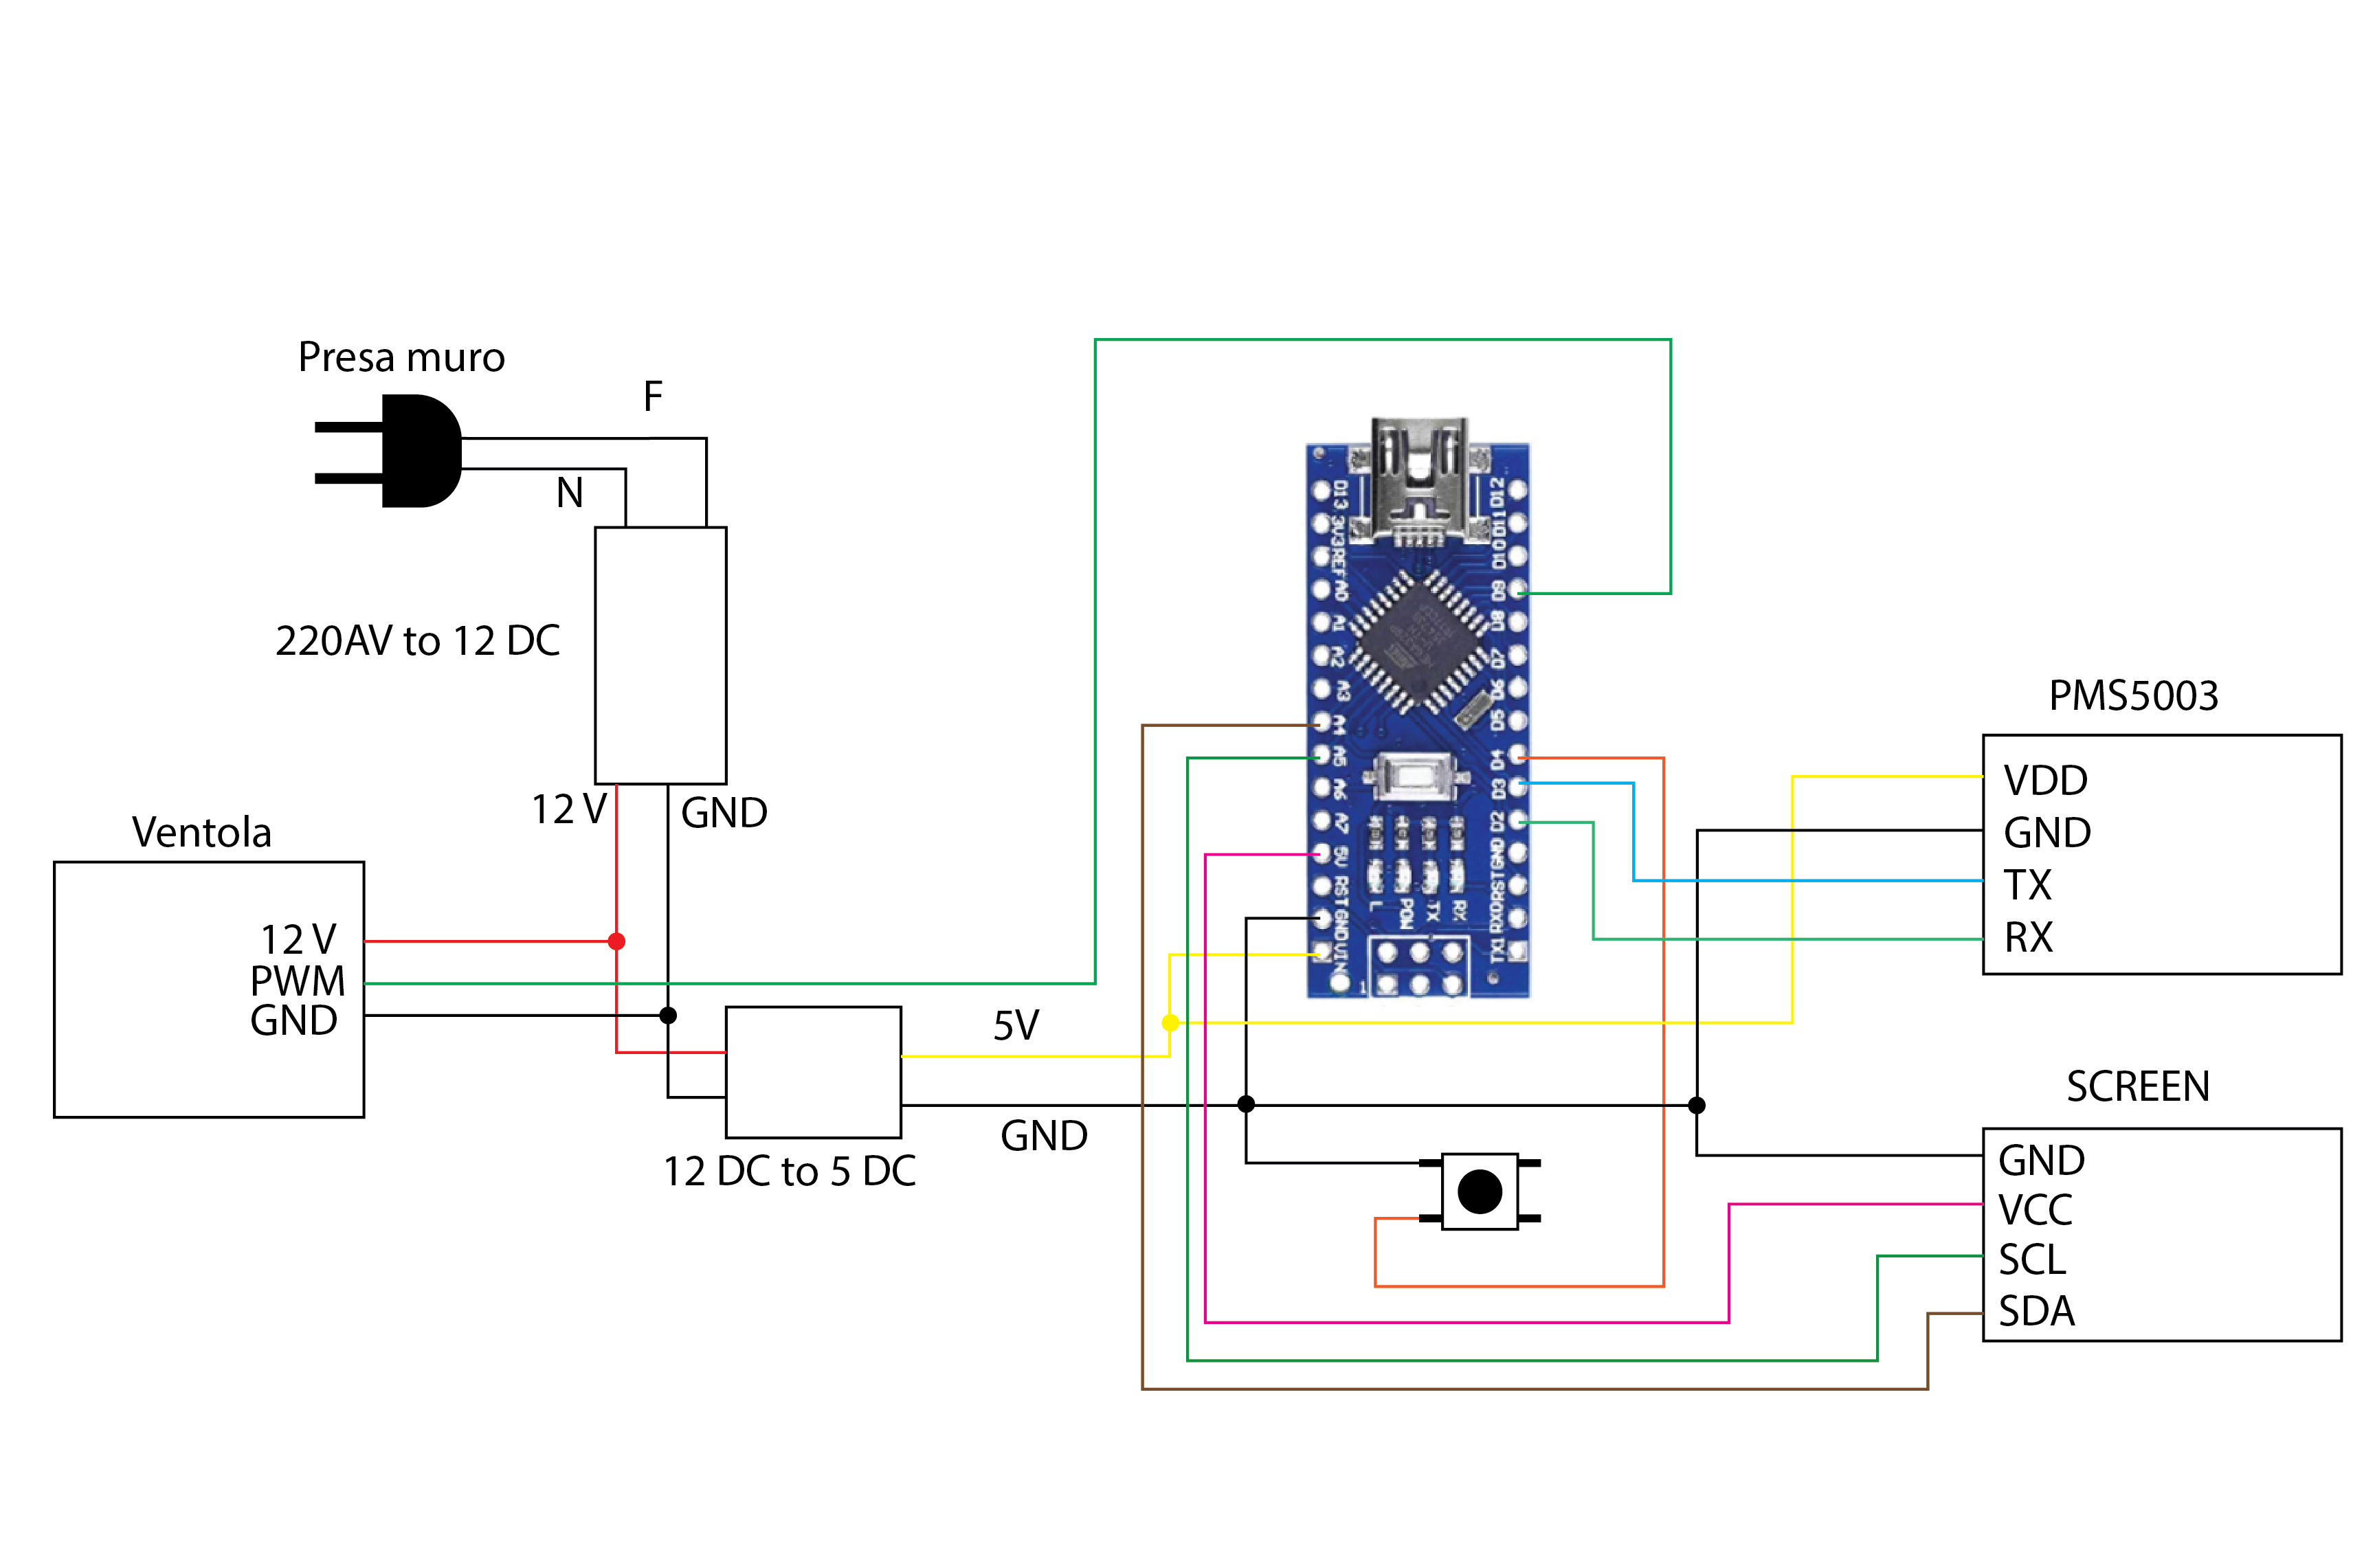 Presa muro
F
N
220AV to 12 DC
12 V
GND
Ventola
12 V
PWM
GND
5V
GND
12 DC to 5 DC
D13
3V3
REF
A0
A1
A2
A3
A4
A5
A6
A7
5V
RST
GND
VIN
D12
D11
D10
D9
D8
D7
D6
D5
D4
D3
D2
GND
RST
RX0
TX1
L
POW
TX
RX
1
PMS5003
VDD
GND
TX
RX
SCREEN
GND
VCC
SCL
SDA